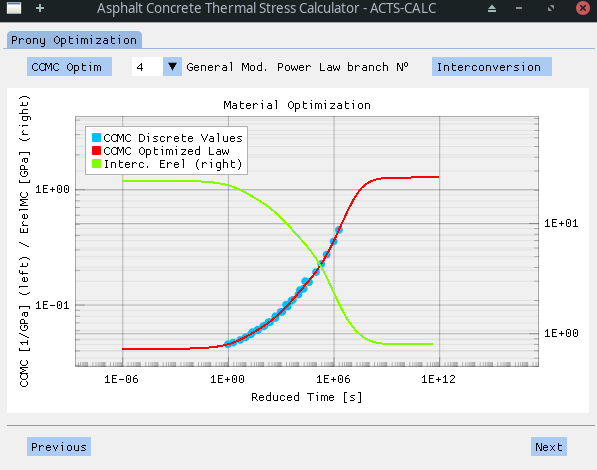 Asphalt Concrete Thermal Stress Calculator - ACTS-CALC
Prony Optimization
CCMC Optim
4
General Mod. Power Law branch Nº
Interconversion
Material Optimization
CCMC Discrete Values
CCMC Optimized Law
Interc. Erel (right)
CCMC [1/GPa] (left) / Erel MC [GPa] (right)
1E+00
1E-01
1E+01
1E+00
1E-06
1E+00
1E+06
1E+12
Reduced Time [s]
Previous
Next